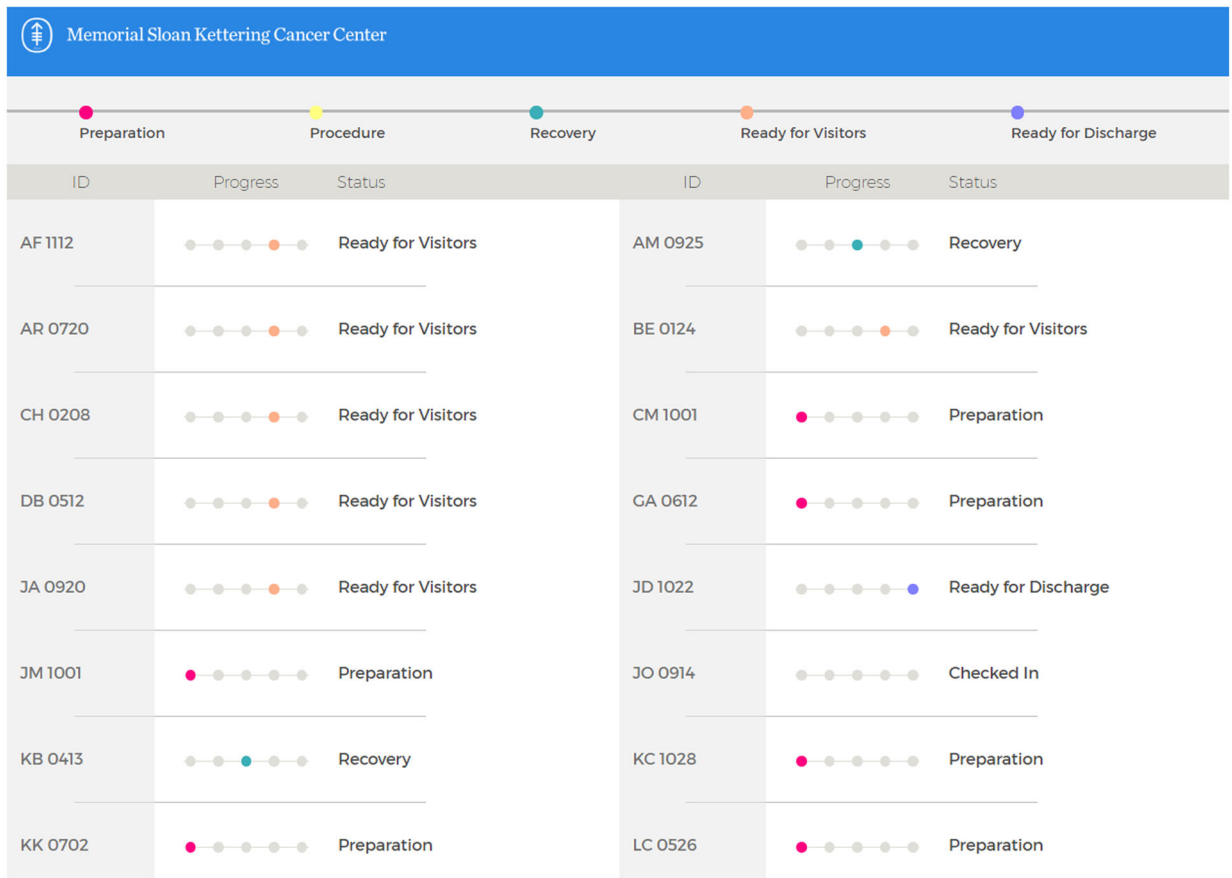 Memorial Sloan Kettering Cancer Center
Preparation Procedure Recovery Ready for Visitors Ready for Discharge
ID Progress Status ID Progress Status
AF 1112 Ready for Visitors AM 0925 Recovery
AR 0720 Ready for Visitors BE 0124 Ready for Visitors
CH 0208 Ready for Visitors CM 1001 Preparation
DB 0512 Ready for Visitors GA 0612 Preparation
JA 0920 Ready for Visitors JD 1022 Ready for Discharge
JM 1001 Preparation JO 0914 Checked In
KB 0413 Recovery KC 1028 Preparation
KK 0702 Preparation LC 0526 Preparation